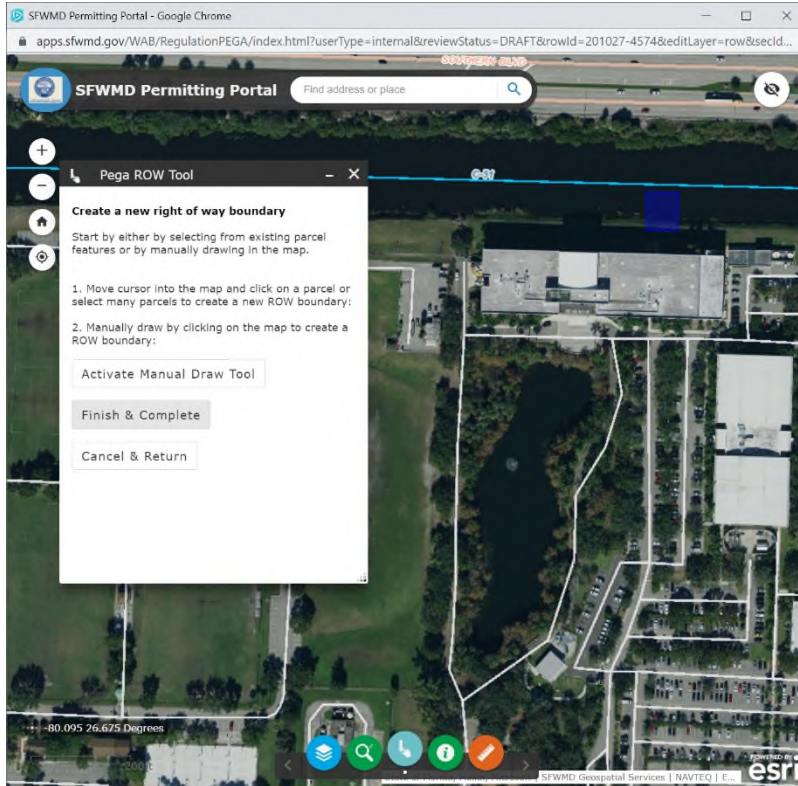 SFWMD Permitting Portal - Google Chrome
apps.sfwmd.gov/WAB/RegulationPEGA/index.html?userType=internal&reviewStatus=DRAFT&rowId=201027-4574&editLayer=row&secId...
SOUTHERN BLVD
SFWMD Permitting Portal
Find address or place
C-51
Pega ROW Tool
Create a new right of way boundary
Start by either by selecting from existing parcel
features or by manually drawing in the map.
1. Move cursor into the map and click on a parcel or
select many parcels to create a new ROW boundary:
2. Manually draw by clicking on the map to create a
ROW boundary:
Activate Manual Draw Tool
Finish & Complete
Cancel & Return
-80.095 26.675 Degrees
200ft
SFWMD Geospatial Services | NAVTEQ | E...
POWERED BY
esri